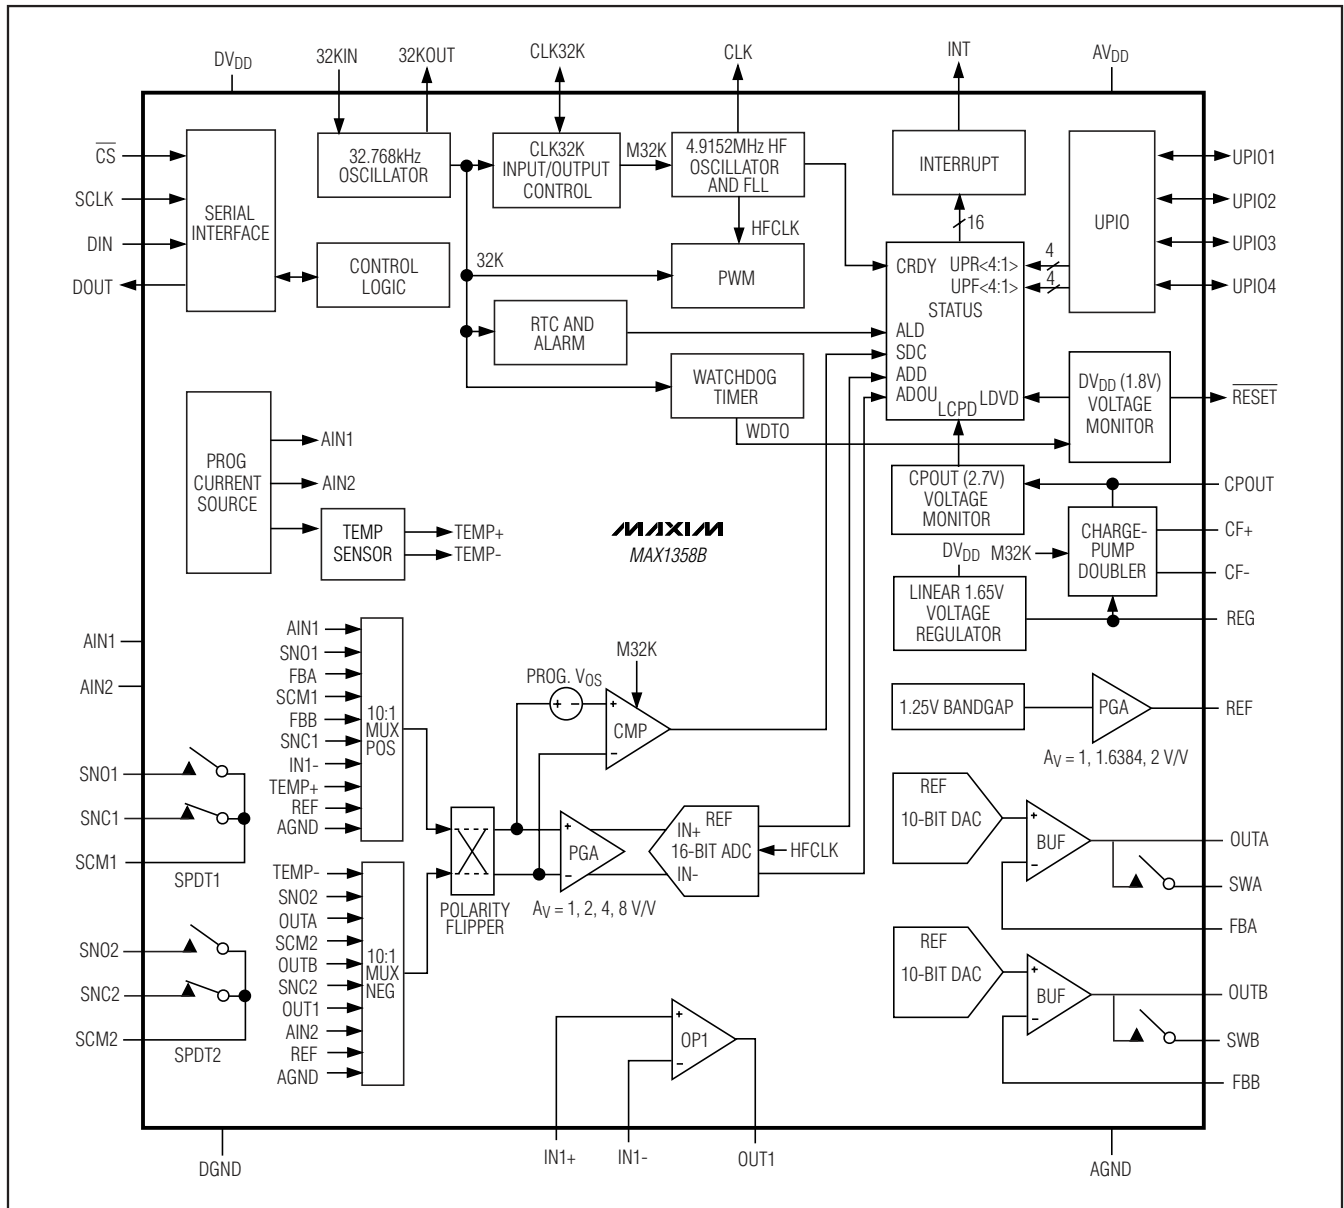 DVDD
32KIN
32KOUT
CLK32K
CLK
INT
AVDD
CS
SCLK
DIN
DOUT
SERIAL
INTERFACE
32.768kHz
OSCILLATOR
CLK32K
INPUT/OUTPUT
CONTROL
M32K
4.9152MHz HF
OSCILLATOR
AND FLL
INTERRUPT
UPIO
UPIO1
UPIO2
UPIO3
UPIO4
CONTROL
LOGIC
32K
HFCLK
PWM
16
CRDY
UPR<4:1>
UPF<4:1>
4
4
STATUS
ALD
SDC
ADD
ADOU
LDVD
LCPD
RTC AND
ALARM
WATCHDOG
TIMER
WDTO
DVDD (1.8V)
VOLTAGE
MONITOR
RESET
PROG
CURRENT
SOURCE
AIN1
AIN2
TEMP
SENSOR
TEMP+
TEMP-
MAXIM
MAX1358B
CPOUT (2.7V)
VOLTAGE
MONITOR
CPOUT
CHARGE-
PUMP
DOUBLER
CF+
CF-
DVDD
M32K
LINEAR 1.65V
VOLTAGE
REGULATOR
REG
AIN1
AIN2
AIN1
SNO1
FBA
SCM1
FBB
SNC1
IN1-
TEMP+
REF
AGND
10:1
MUX
POS
PROG. VOS
+ -
M32K
+
CMP
-
1.25V BANDGAP
PGA
REF
AV = 1, 1.6384, 2 V/V
SNO1
SNC1
SCM1
SPDT1
POLARITY
FLIPPER
+
PGA
-
AV = 1, 2, 4, 8 V/V
REF
IN+
16-BIT ADC
IN-
HFCLK
REF
10-BIT DAC
+
BUF
-
OUTA
SWA
FBA
TEMP-
SNO2
OUTA
SCM2
OUTB
SNC2
OUT1
AIN2
REF
AGND
10:1
MUX
NEG
SNO2
SNC2
SCM2
SPDT2
+
OP1
-
REF
10-BIT DAC
+
BUF
-
OUTB
SWB
FBB
DGND
IN1+
IN1-
OUT1
AGND